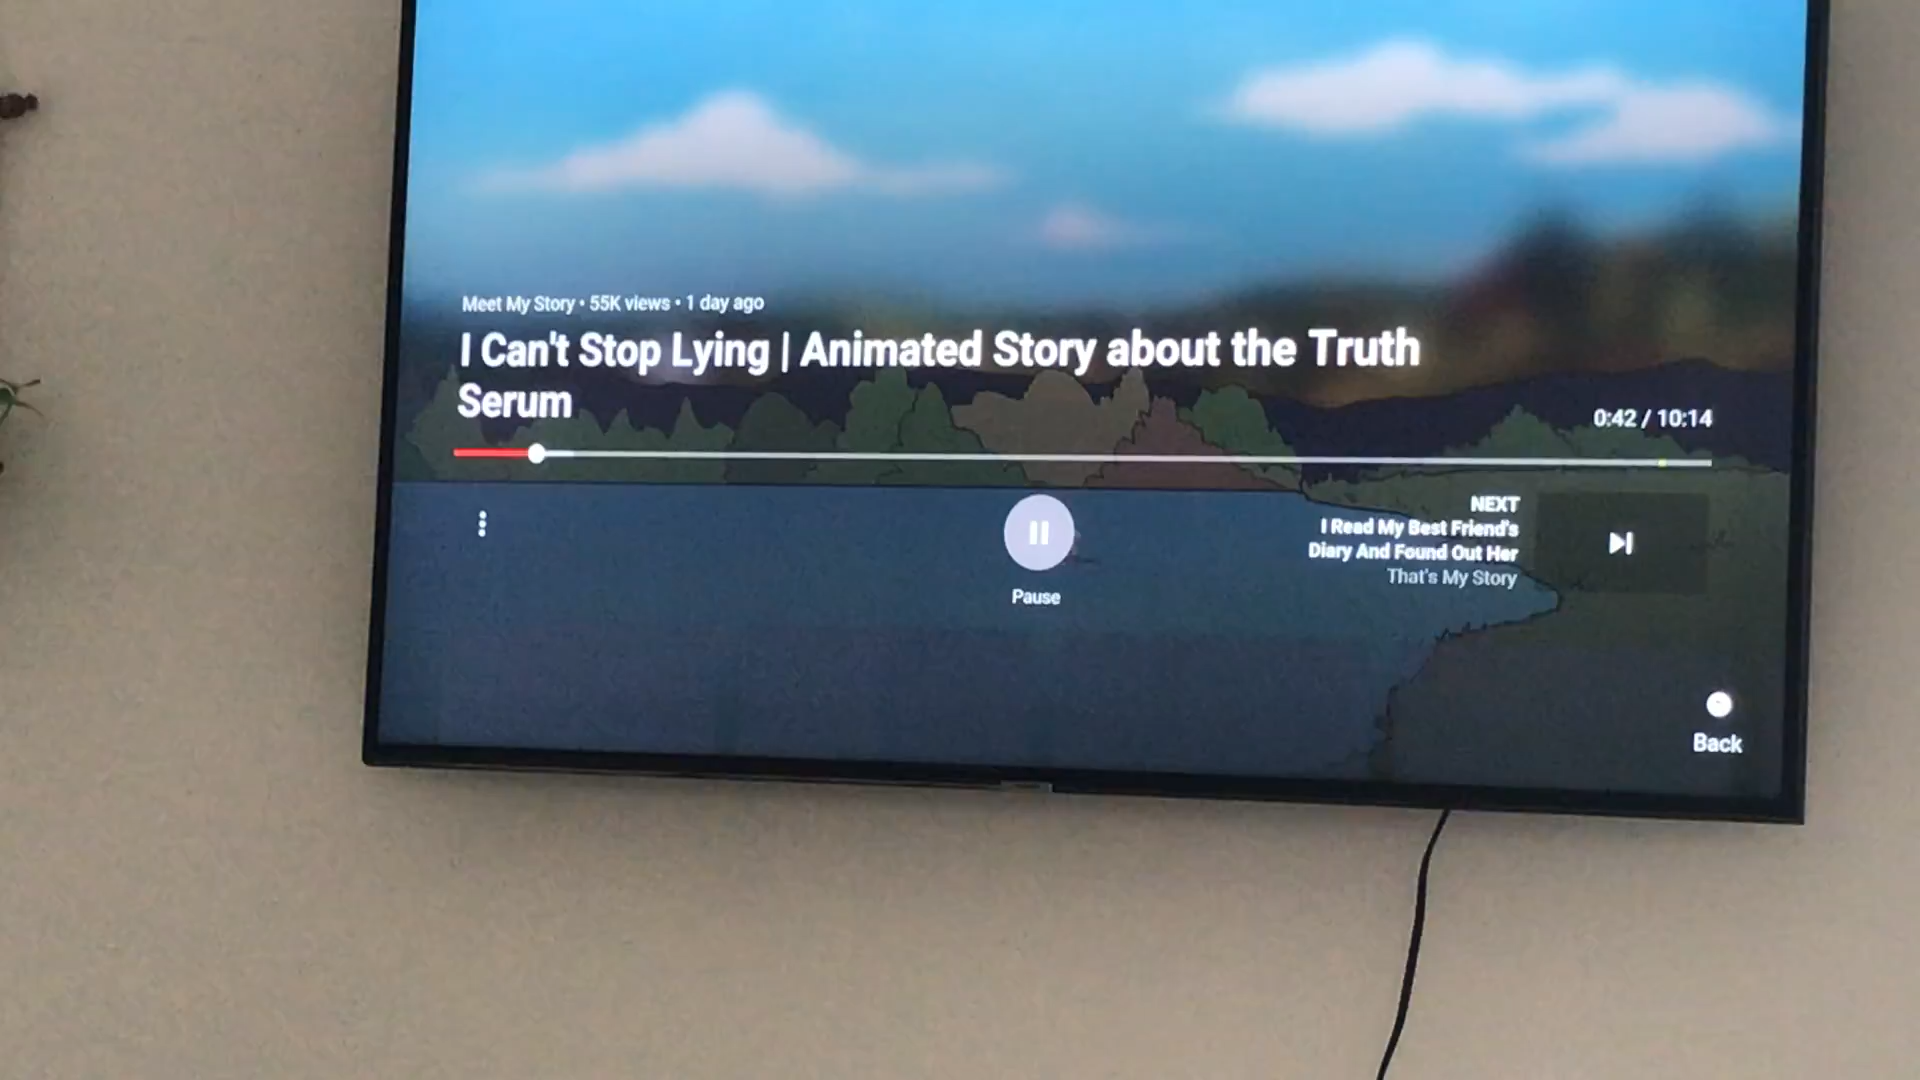 Meet My Story • 55K views • 1 day ago
I Can't Stop Lying | Animated Story about the Truth
Serum
0:42 / 10:14
NEXT
I Read My Best Friend's
Diary And Found Out Her
That's My Story
Pause
Back